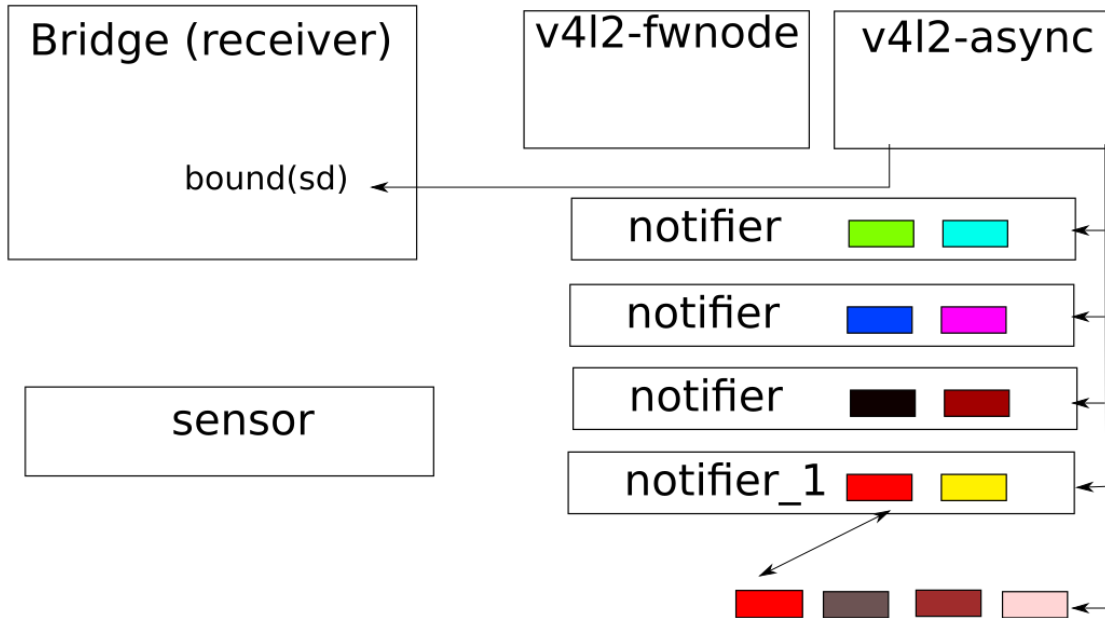 Bridge (receiver)
v4l2-fwnode
v4l2-async
bound(sd)
notifier
notifier
notifier
sensor
notifier_1